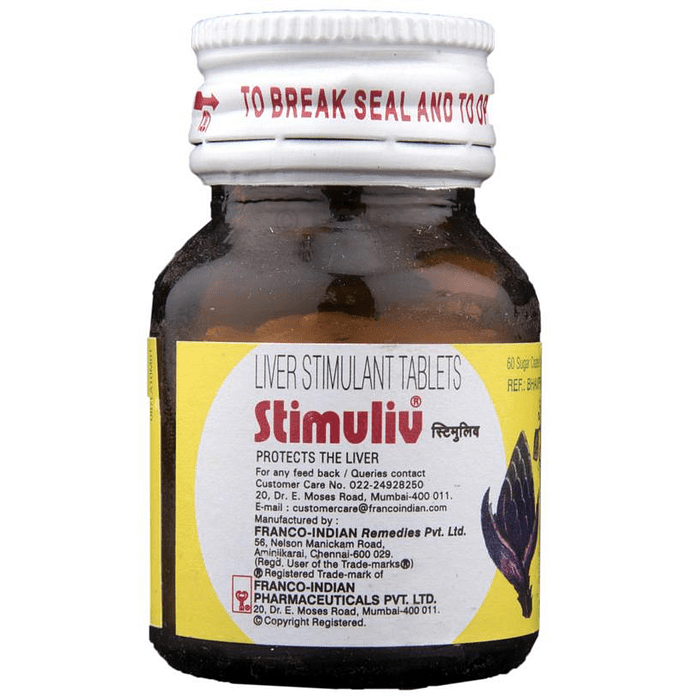 TO BREAK SEAL AND TO OP
LIVER STIMULANT TABLETS
Stimuliv® स्टिमुलिव
PROTECTS THE LIVER
For any feed back / Queries contact
Customer Care No. 022-24928250
20, Dr. E. Moses Road, Mumbai-400 011.
E-mail : customercare@francoindian.com
Manufactured by :
FRANCO-INDIAN Remedies Pvt. Ltd.
56, Nelson Manickam Road,
Aminjikarai, Chennai-600 029.
(Regd. User of the Trade-marks®)
® Registered Trade-mark of
FRANCO-INDIAN
PHARMACEUTICALS PVT. LTD.
20, Dr. E. Moses Road, Mumbai-400 011.
© Copyright Registered.
60 Sugar
REF.: